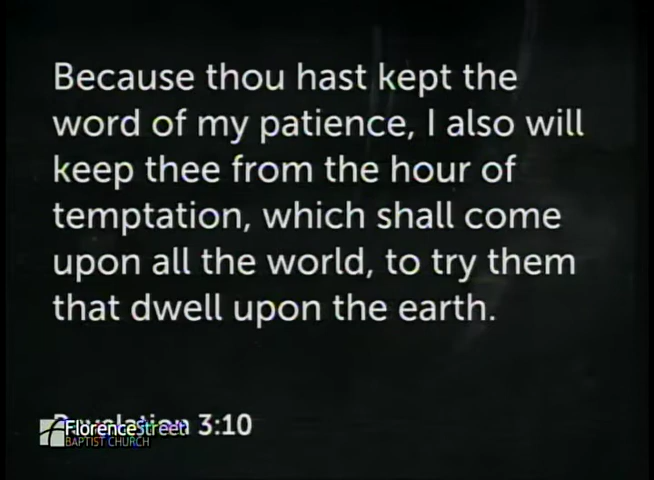 Because thou hast kept the
word of my patience, I also will
keep thee from the hour of
temptation, which shall come
upon all the world, to try them
that dwell upon the earth.
Revelation 3:10
FlorenceStreet
BAPTIST CHURCH